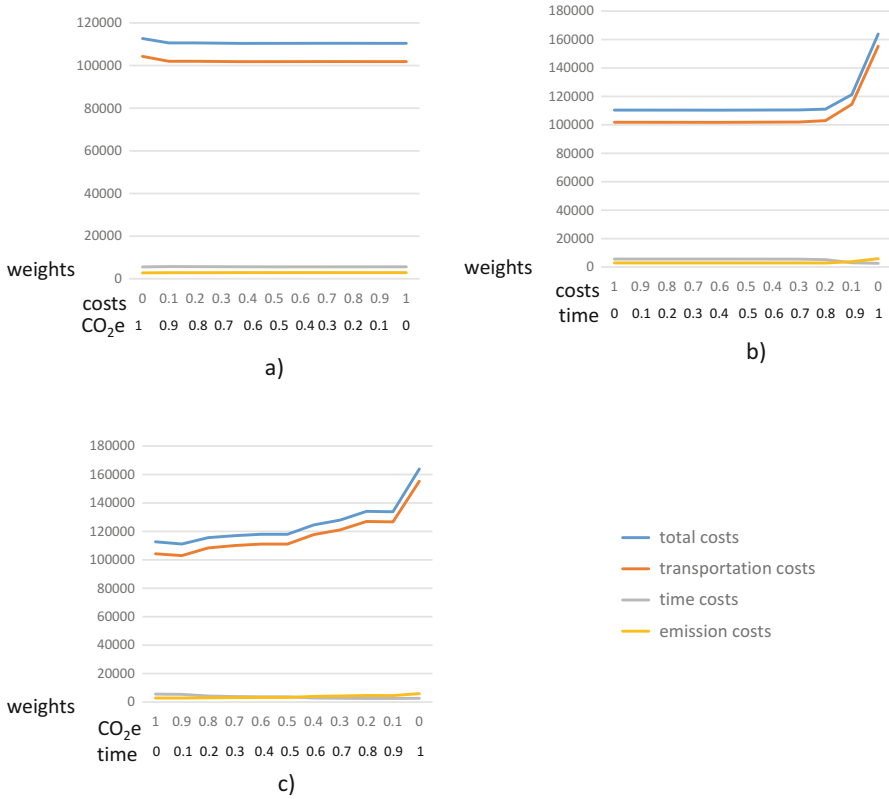 120000
100000
80000
60000
40000
20000
0
weights
costs 0 0.1 0.2 0.3 0.4 0.5 0.6 0.7 0.8 0.9 1
CO₂e 1 0.9 0.8 0.7 0.6 0.5 0.4 0.3 0.2 0.1 0
a)
180000
160000
140000
120000
100000
80000
60000
40000
20000
0
weights
costs 1 0.9 0.8 0.7 0.6 0.5 0.4 0.3 0.2 0.1 0
time 0 0.1 0.2 0.3 0.4 0.5 0.6 0.7 0.8 0.9 1
b)
180000
160000
140000
120000
100000
80000
60000
40000
20000
0
weights
CO₂e 1 0.9 0.8 0.7 0.6 0.5 0.4 0.3 0.2 0.1 0
time 0 0.1 0.2 0.3 0.4 0.5 0.6 0.7 0.8 0.9 1
c)
total costs
transportation costs
time costs
emission costs